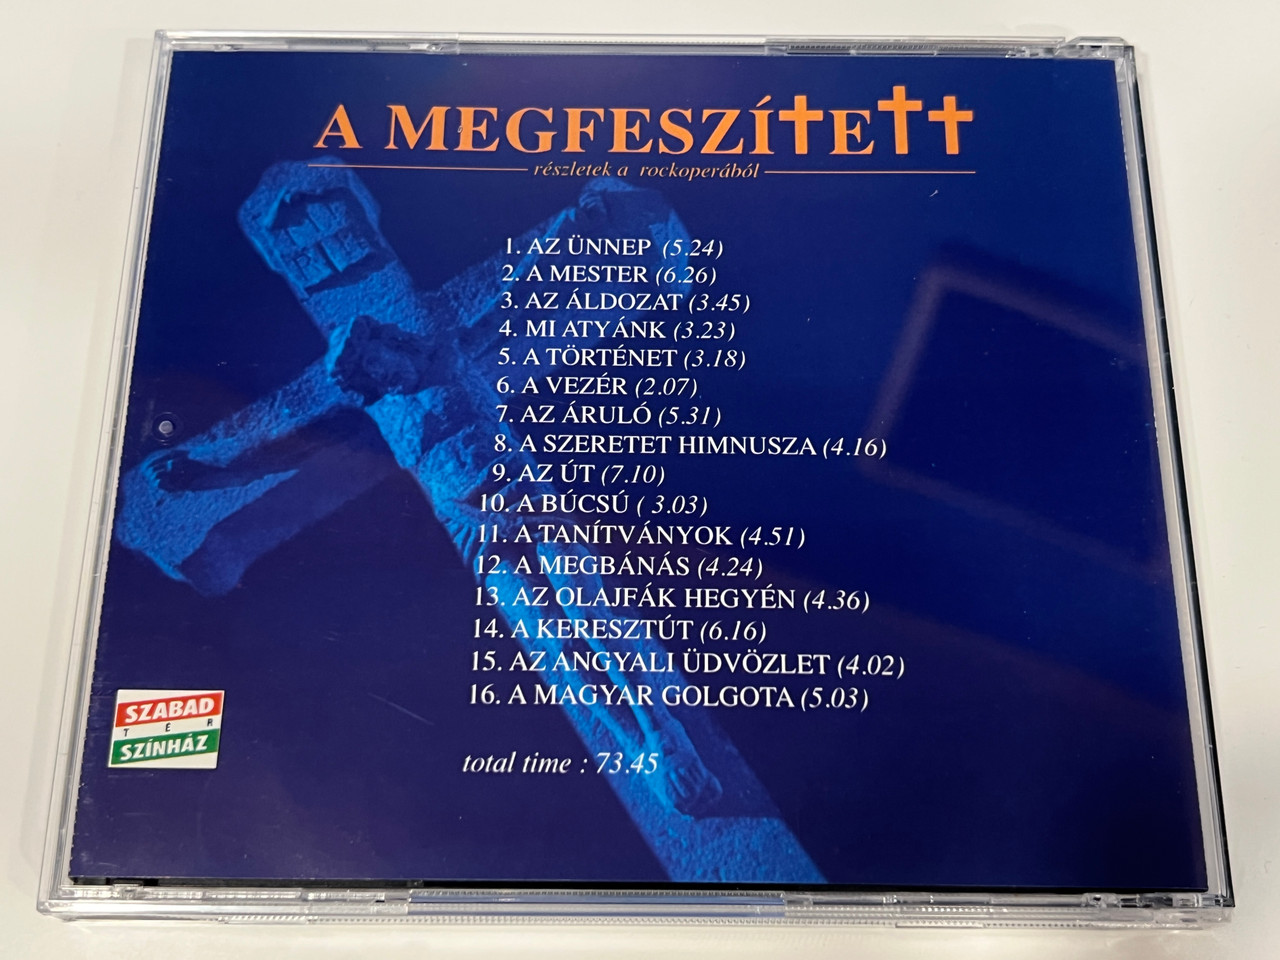 A MEGFESZÍTETT
részletek a rockoperából
1. AZ ÜNNEP (5.24)
2. A MESTER (6.26)
3. AZ ÁLDOZAT (3.45)
4. MI ATYÁNK (3.23)
5. A TÖRTÉNET (3.18)
6. A VEZÉR (2.07)
7. AZ ÁRULÓ (5.31)
8. A SZERETET HIMNUSZA (4.16)
9. AZ ÚT (7.10)
10. A BÚCSÚ ( 3.03)
11. A TANÍTVÁNYOK (4.51)
12. A MEGBÁNÁS (4.24)
13. AZ OLAJFÁK HEGYÉN (4.36)
14. A KERESZTÚT (6.16)
15. AZ ANGYALI ÜDVÖZLET (4.02)
16. A MAGYAR GOLGOTA (5.03)
total time : 73.45
SZABAD
TÉR
SZÍNHÁZ